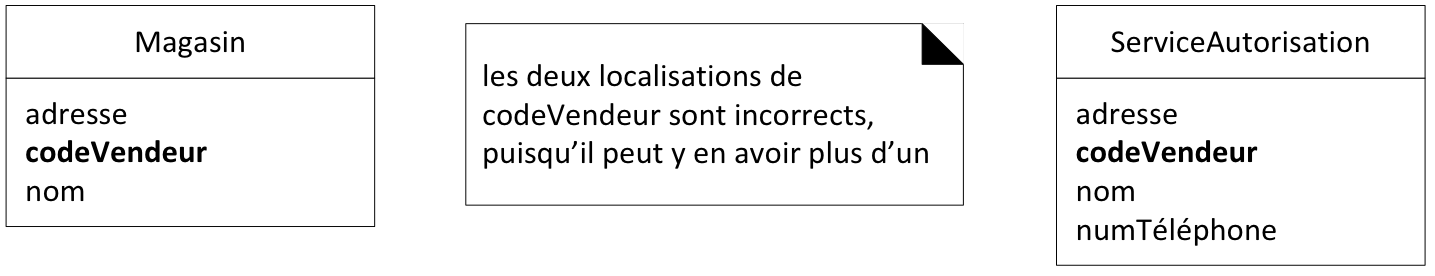 Magasin
adresse
codeVendeur
nom
les deux localisations de
codeVendeur sont incorrects,
puisqu'il peut y en avoir plus d'un
ServiceAutorisation
adresse
codeVendeur
nom
numTéléphone